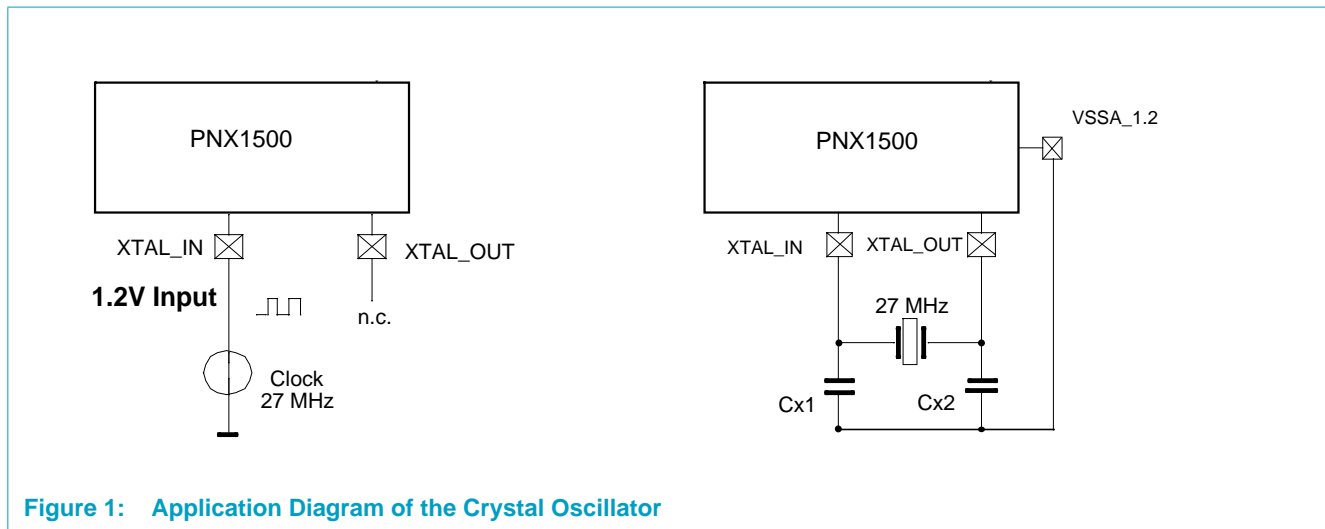 PNX1500
XTAL_IN
XTAL_OUT
1.2V Input
n.c.
Clock
27 MHz
PNX1500
VSSA_1.2
XTAL_IN
XTAL_OUT
27 MHz
Cx1
Cx2
Figure 1: Application Diagram of the Crystal Oscillator